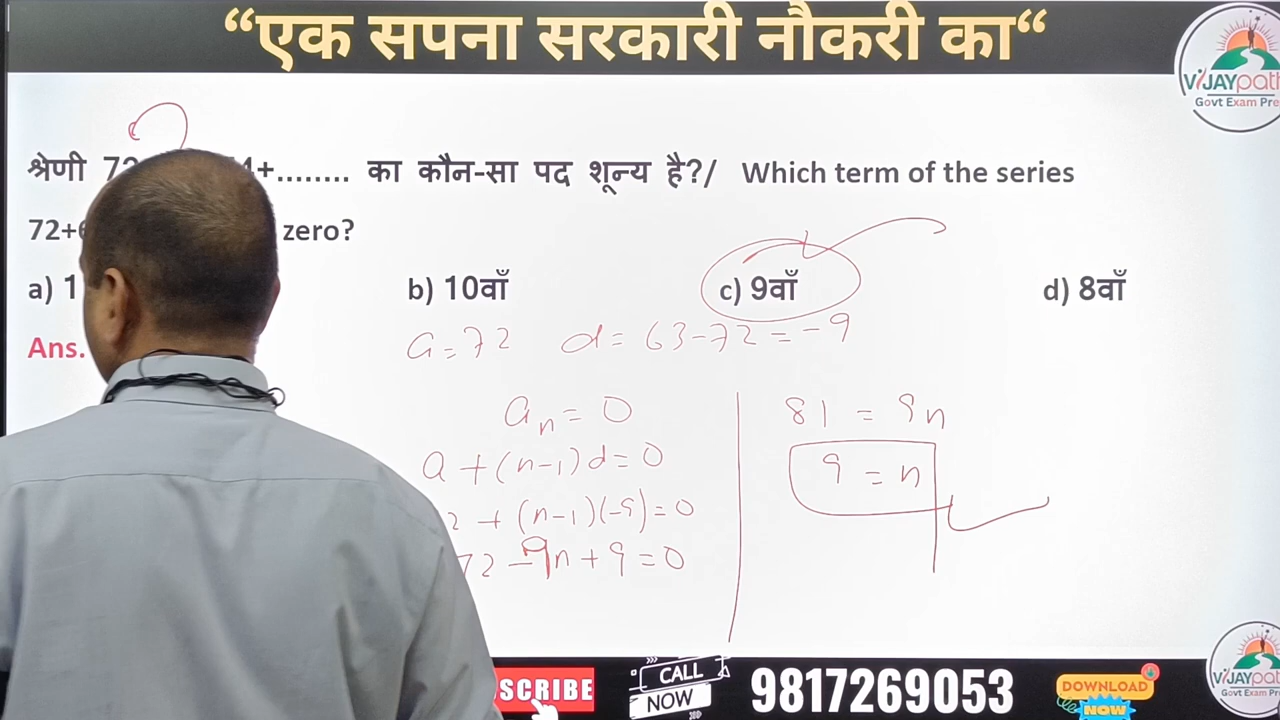 “एक सपना सरकारी नौकरी का“
VIJAYpath
Govt Exam Pre
श्रेणी 72 4+........ का कौन-सा पद शून्य है?/ Which term of the series
72+6 zero?
a) 1 b) 10वाँ c) 9वाँ d) 8वाँ
Ans.
a = 72 d = 63 - 72 = -9
aₙ = 0
a + (n-1) d = 0
2 + (n-1)(-9) = 0
72 - 9n + 9 = 0
81 = 9n
9 = n
SCRIBE
CALL
NOW
9817269053
DOWNLOAD
NOW
VIJAYpath
Govt Exam Prep